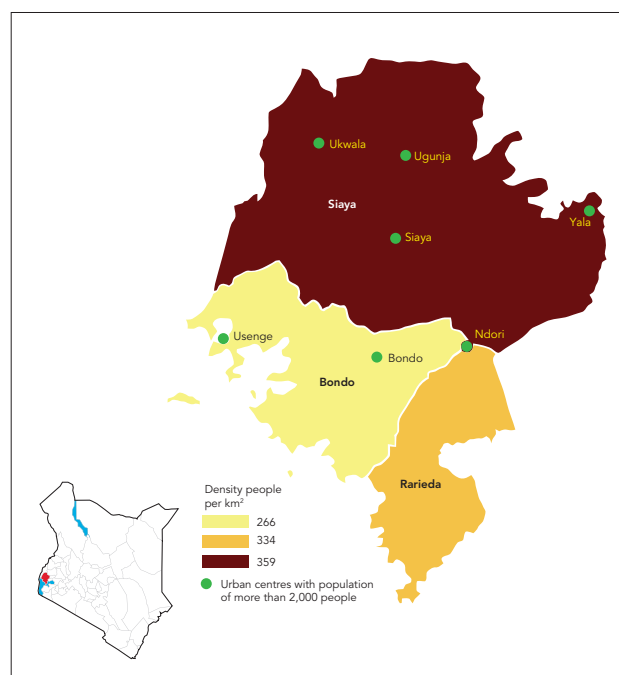 Ukwala
Ugunja
Siaya
Yala
Siaya
Ndori
Usenge
Bondo
Bondo
Rarieda
Density people
per km²
266
334
359
Urban centres with population
of more than 2,000 people